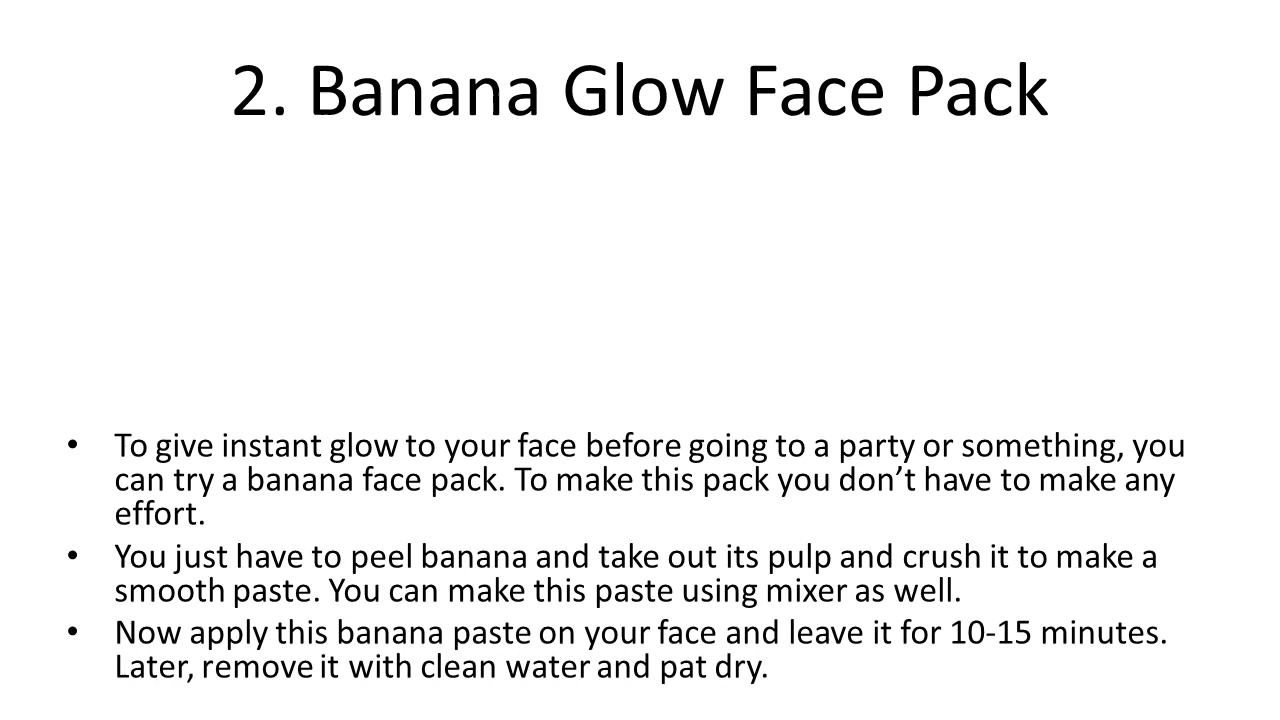 2. Banana Glow Face Pack
• To give instant glow to your face before going to a party or something, you
can try a banana face pack. To make this pack you don’t have to make any
effort.
• You just have to peel banana and take out its pulp and crush it to make a
smooth paste. You can make this paste using mixer as well.
• Now apply this banana paste on your face and leave it for 10-15 minutes.
Later, remove it with clean water and pat dry.